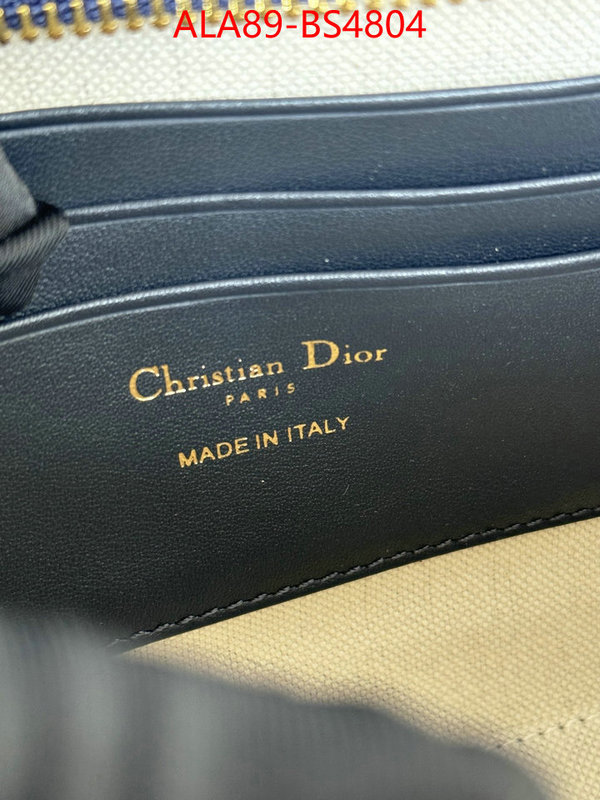 ALA89-BS4804
Christian Dior
PARIS
MADE IN ITALY